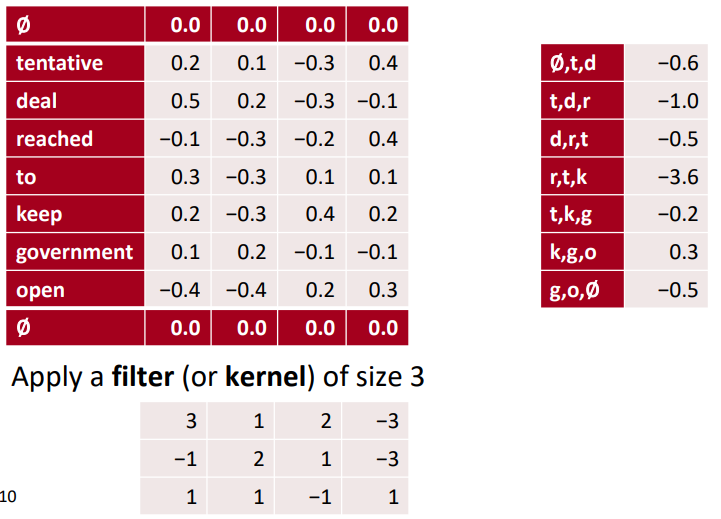 Ø 0.0 0.0 0.0 0.0
tentative 0.2 0.1 −0.3 0.4
deal 0.5 0.2 −0.3 −0.1
reached −0.1 −0.3 −0.2 0.4
to 0.3 −0.3 0.1 0.1
keep 0.2 −0.3 0.4 0.2
government 0.1 0.2 −0.1 −0.1
open −0.4 −0.4 0.2 0.3
Ø 0.0 0.0 0.0 0.0
Ø,t,d −0.6
t,d,r −1.0
d,r,t −0.5
r,t,k −3.6
t,k,g −0.2
k,g,o 0.3
g,o,Ø −0.5
Apply a filter (or kernel) of size 3
3 1 2 −3
−1 2 1 −3
1 1 −1 1
10